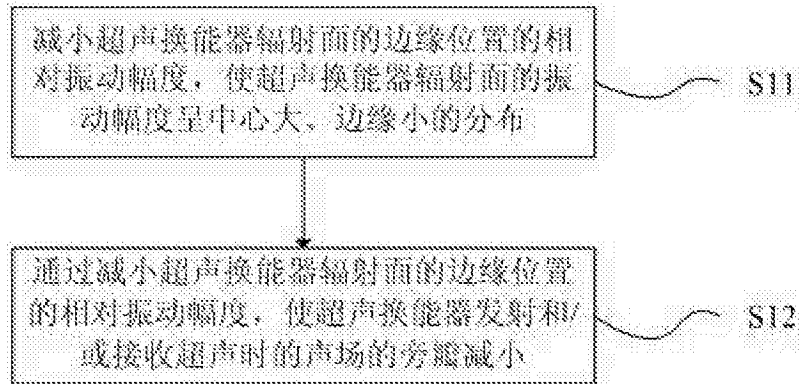 减小超声换能器辐射面的边缘位置的相
对振动幅度，使超声换能器辐射面的振
动幅度呈中心大、边缘小的分布
S11
通过减小超声换能器辐射面的边缘位置
的相对振动幅度，使超声换能器发射和/
或接收超声时的声场的旁瓣减小
S12